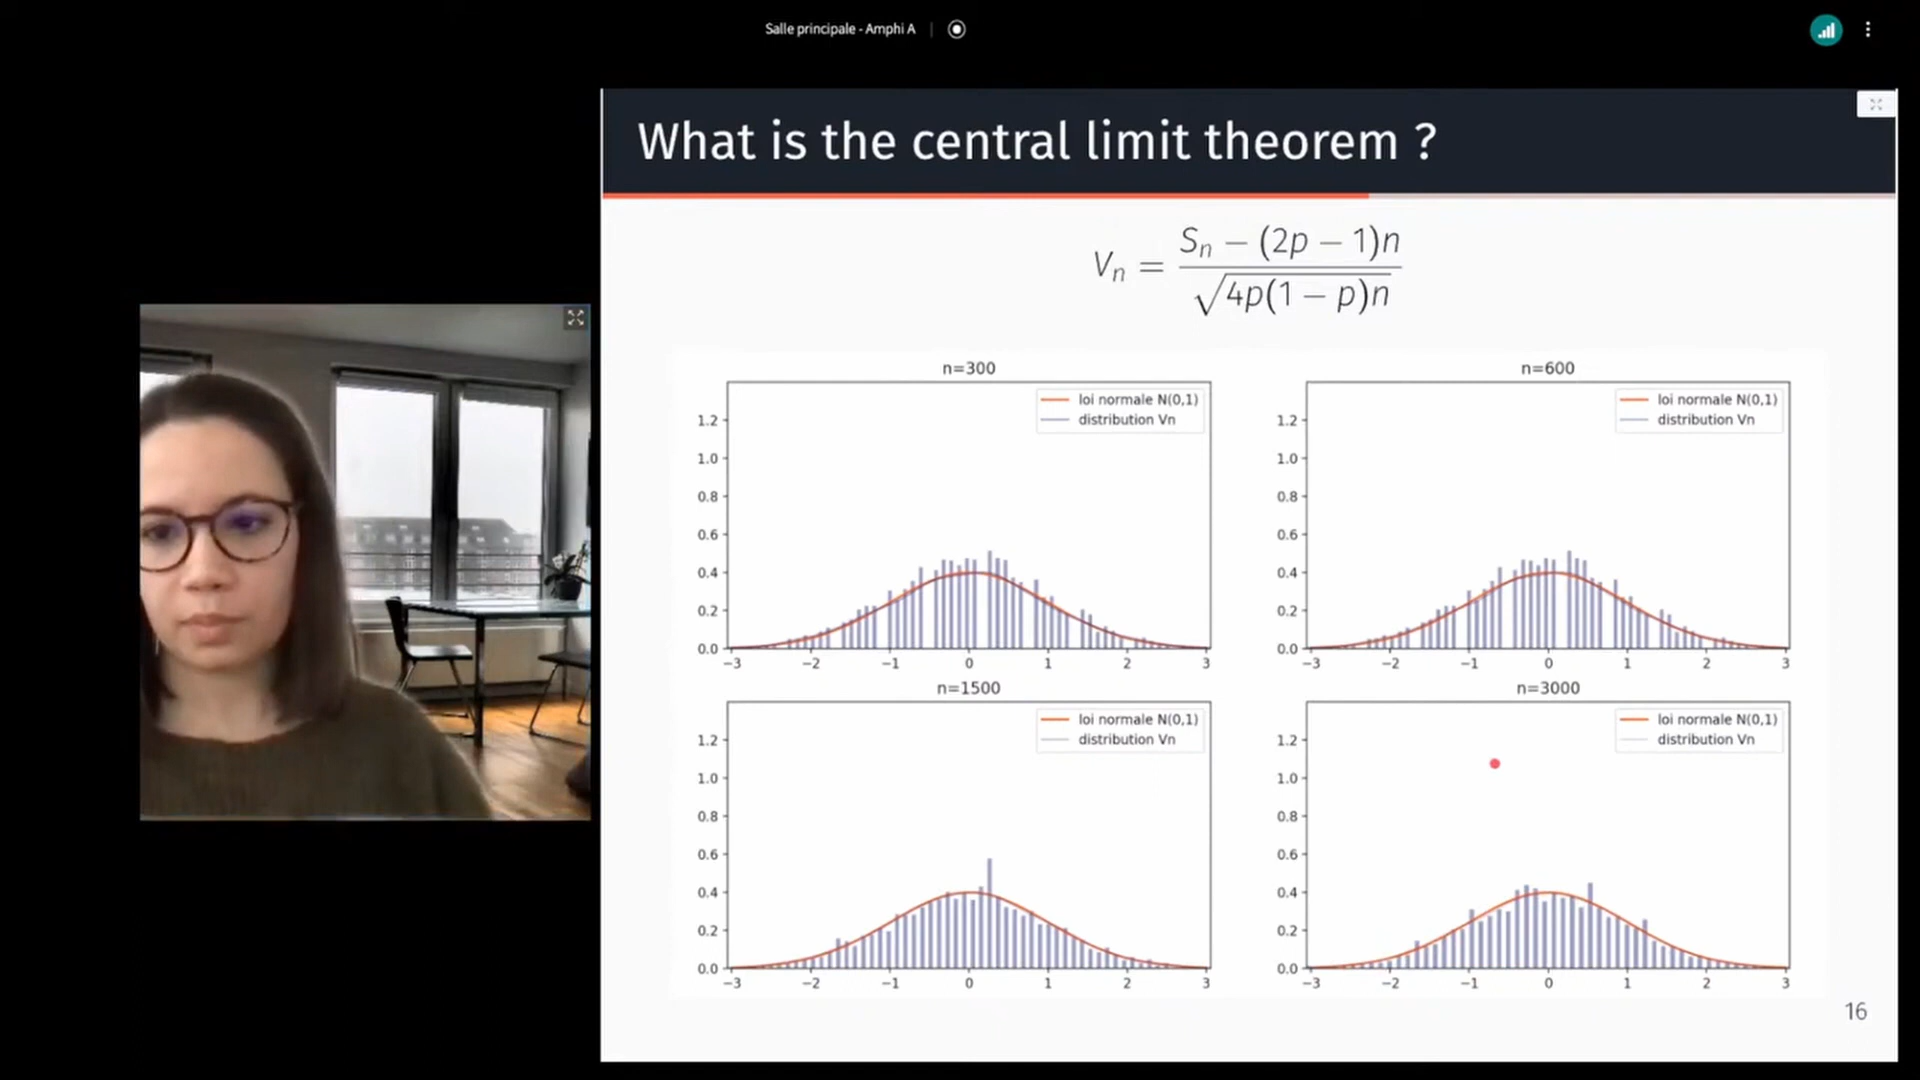 Salle principale - Amphi A
What is the central limit theorem ?
Vn = Sn − (2p − 1)n / √4p(1 − p)n
n=300
loi normale N(0,1)
distribution Vn
1.2
1.0
0.8
0.6
0.4
0.2
0.0
−3 −2 −1 0 1 2 3
n=600
loi normale N(0,1)
distribution Vn
1.2
1.0
0.8
0.6
0.4
0.2
0.0
−3 −2 −1 0 1 2 3
n=1500
loi normale N(0,1)
distribution Vn
1.2
1.0
0.8
0.6
0.4
0.2
0.0
−3 −2 −1 0 1 2 3
n=3000
loi normale N(0,1)
distribution Vn
1.2
1.0
0.8
0.6
0.4
0.2
0.0
−3 −2 −1 0 1 2 3
16